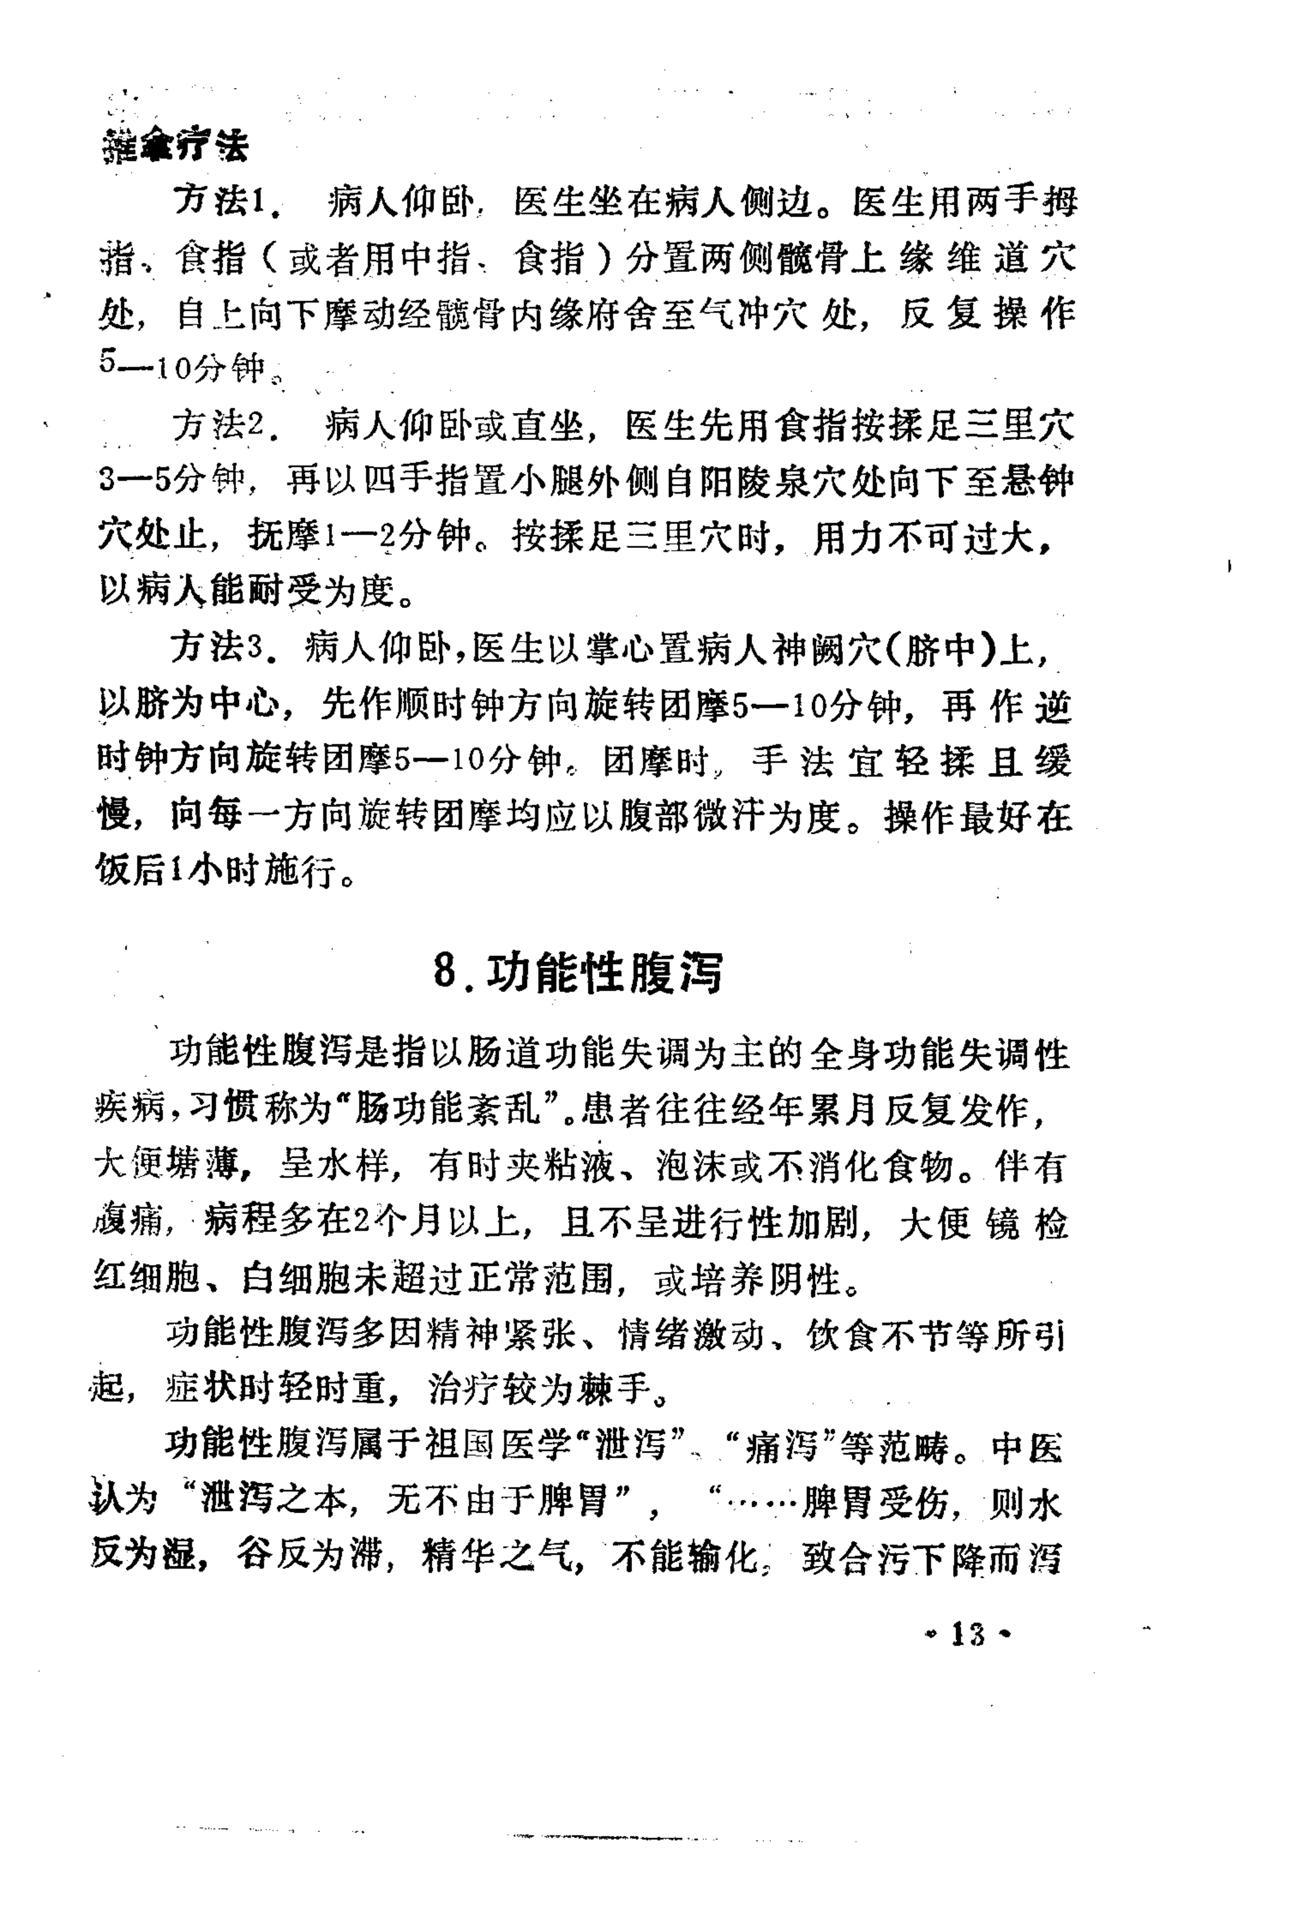 推拿疗法
方法1． 病人仰卧，医生坐在病人侧边。医生用两手拇
指、食指（或者用中指、食指）分置两侧髋骨上缘维道穴
处，自上向下摩动经髋骨内缘府舍至气冲穴处，反复操作
5—10分钟。
方法2． 病人仰卧或直坐，医生先用食指按揉足三里穴
3—5分钟，再以四手指置小腿外侧自阳陵泉穴处向下至悬钟
穴处止，抚摩1—2分钟。按揉足三里穴时，用力不可过大，
以病人能耐受为度。
方法3．病人仰卧，医生以掌心置病人神阙穴（脐中）上，
以脐为中心，先作顺时钟方向旋转团摩5—10分钟，再作逆
时钟方向旋转团摩5—10分钟。团摩时，手法宜轻揉且缓
慢，向每一方向旋转团摩均应以腹部微汗为度。操作最好在
饭后1小时施行。
8．功能性腹泻
功能性腹泻是指以肠道功能失调为主的全身功能失调性
疾病，习惯称为“肠功能紊乱”。患者往往经年累月反复发作，
大便塘薄，呈水样，有时夹粘液、泡沫或不消化食物。伴有
腹痛，病程多在2个月以上，且不呈进行性加剧，大便镜检
红细胞、白细胞未超过正常范围，或培养阴性。
功能性腹泻多因精神紧张、情绪激动、饮食不节等所引
起，症状时轻时重，治疗较为棘手。
功能性腹泻属于祖国医学“泄泻”、“痛泻”等范畴。中医
认为“泄泻之本，无不由于脾胃”，“……脾胃受伤，则水
反为湿，谷反为滞，精华之气，不能输化，致合污下降而泻
·13·